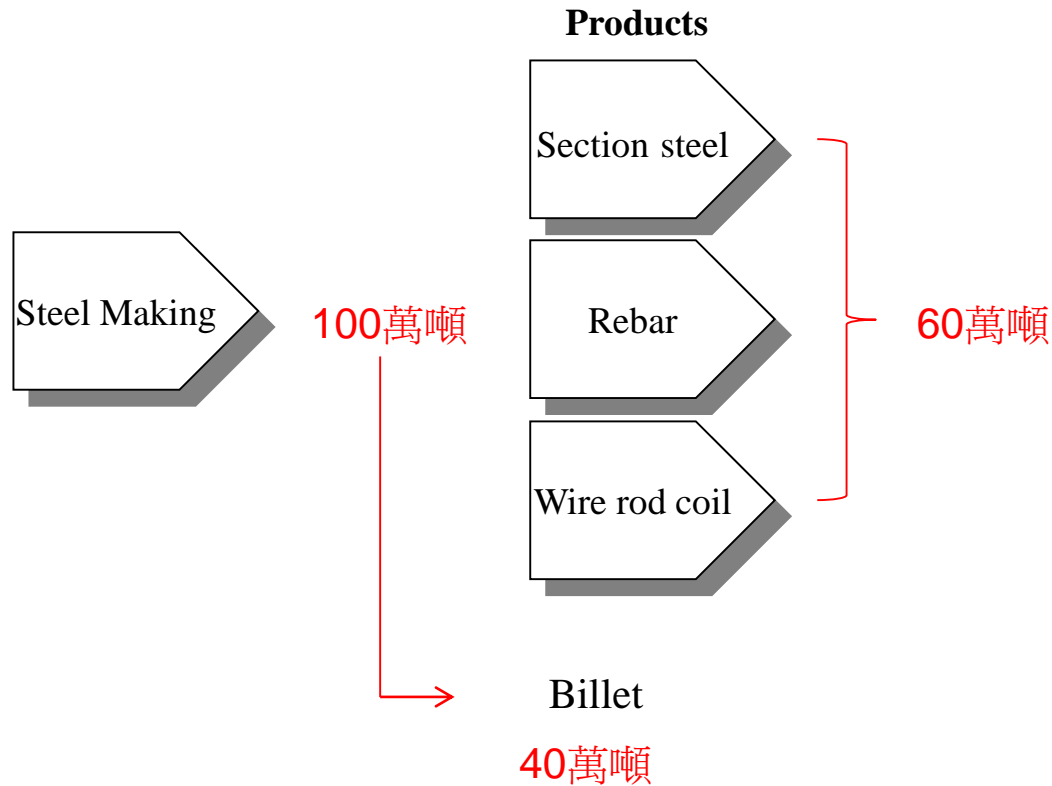 Products
Section steel
Steel Making
100萬噸
Rebar
60萬噸
Wire rod coil
Billet
40萬噸